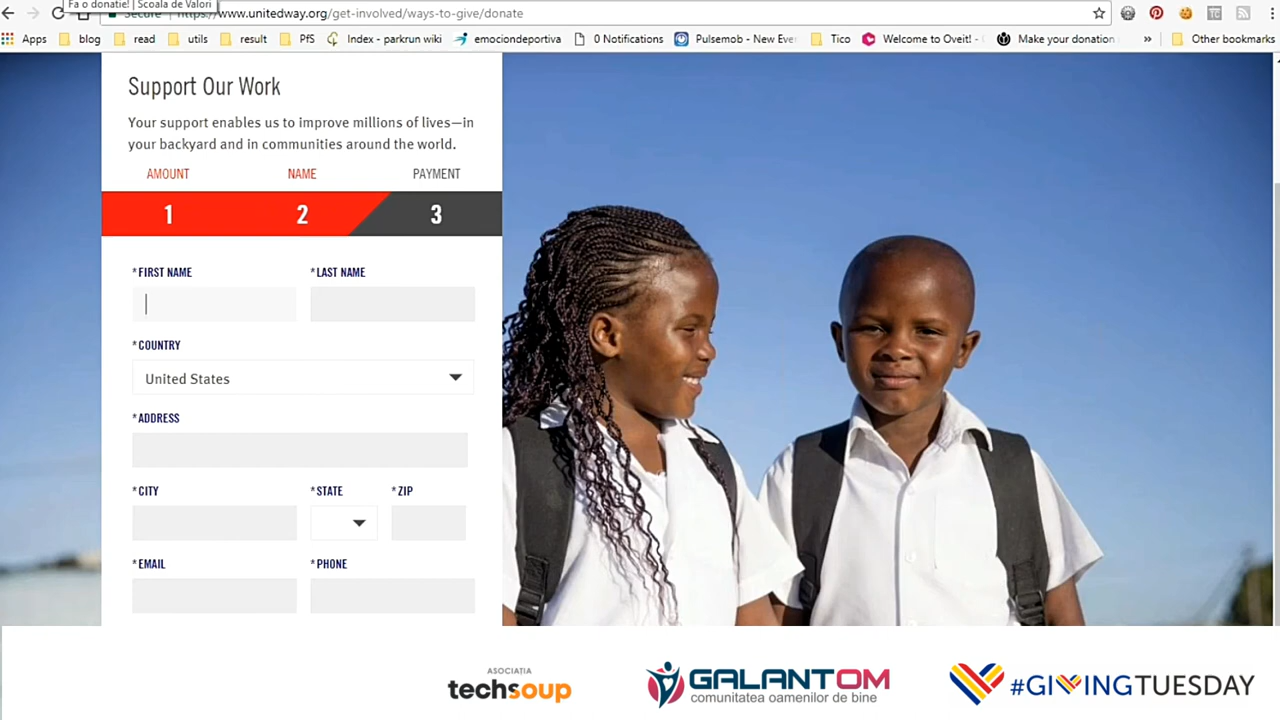 Fa o donatie! | Scoala de Valori
Secure https://www.unitedway.org/get-involved/ways-to-give/donate
Apps blog read utils result PfS Index - parkrun wiki emociondeportiva 0 Notifications Pulsemob - New Eve Tico Welcome to Oveit! - Make your donation » Other bookmarks
Support Our Work
Your support enables us to improve millions of lives—in
your backyard and in communities around the world.
AMOUNT NAME PAYMENT
1 2 3
*FIRST NAME *LAST NAME
*COUNTRY
United States
*ADDRESS
*CITY *STATE *ZIP
*EMAIL *PHONE
ASOCIAȚIA
techsoup
GALANTOM
comunitatea oamenilor de bine
#GIVINGTUESDAY